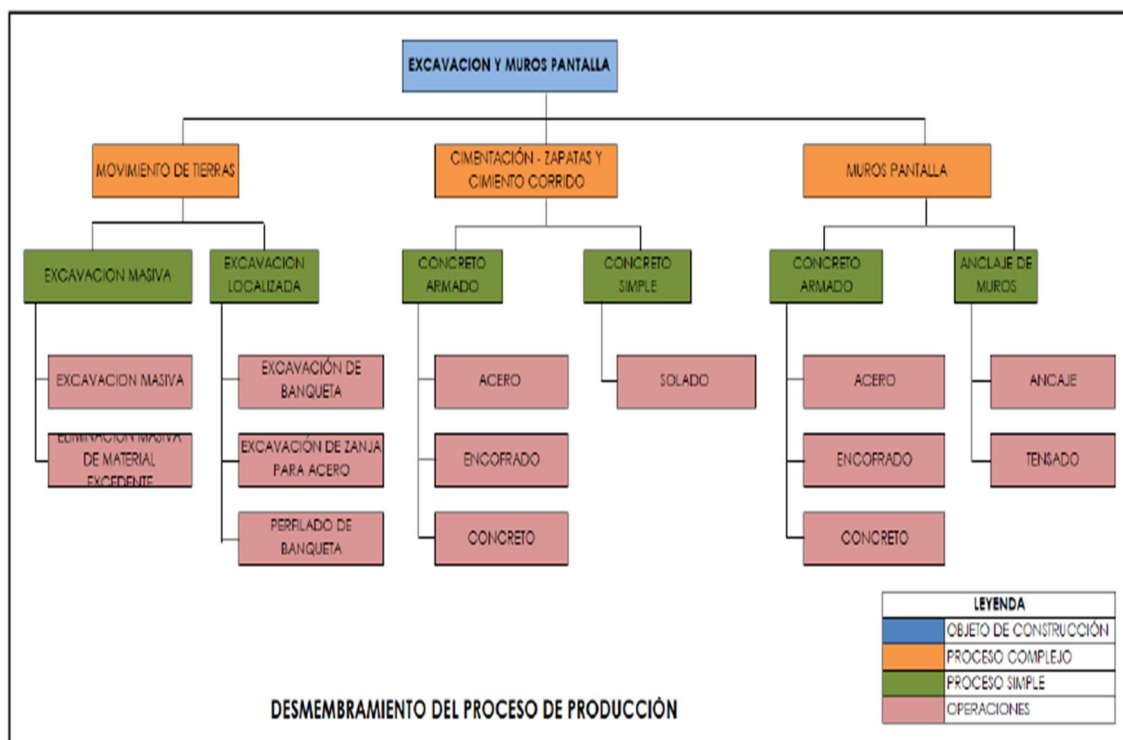 EXCAVACION Y MUROS PANTALLA
MOVIMIENTO DE TIERRAS
CIMENTACIÓN - ZAPATAS Y
CIMIENTO CORRIDO
MUROS PANTALLA
EXCAVACION MASIVA
EXCAVACION
LOCALIZADA
CONCRETO
ARMADO
CONCRETO
SIMPLE
CONCRETO
ARMADO
ANCLAJE DE
MUROS
EXCAVACION MASIVA
EXCAVACIÓN DE
BANQUETA
ACERO
SOLADO
ACERO
ANCAJE
ELIMINACION MASIVA
DE MATERIAL
EXCEDENTE
EXCAVACIÓN DE ZANJA
PARA ACERO
ENCOFRADO
ENCOFRADO
TENSADO
PERFILADO DE
BANQUETA
CONCRETO
CONCRETO
LEYENDA
OBJETO DE CONSTRUCCIÓN
PROCESO COMPLEJO
PROCESO SIMPLE
OPERACIONES
DESMEMBRAMIENTO DEL PROCESO DE PRODUCCIÓN